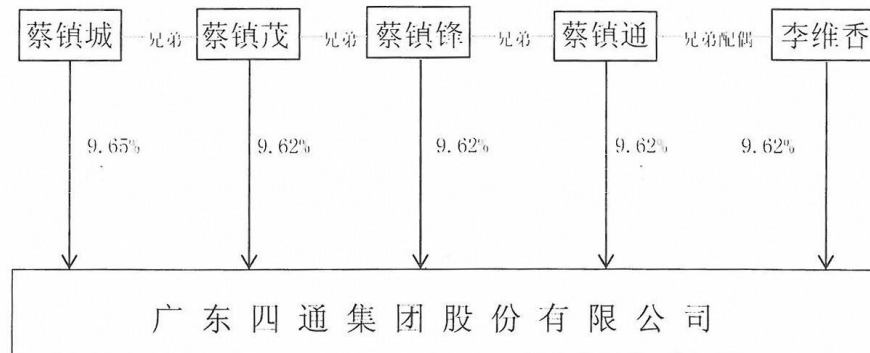 蔡镇城 兄弟 蔡镇茂 兄弟 蔡镇锋 兄弟 蔡镇通 兄弟配偶 李维香
9.65% 9.62% 9.62% 9.62% 9.62%
广东四通集团股份有限公司